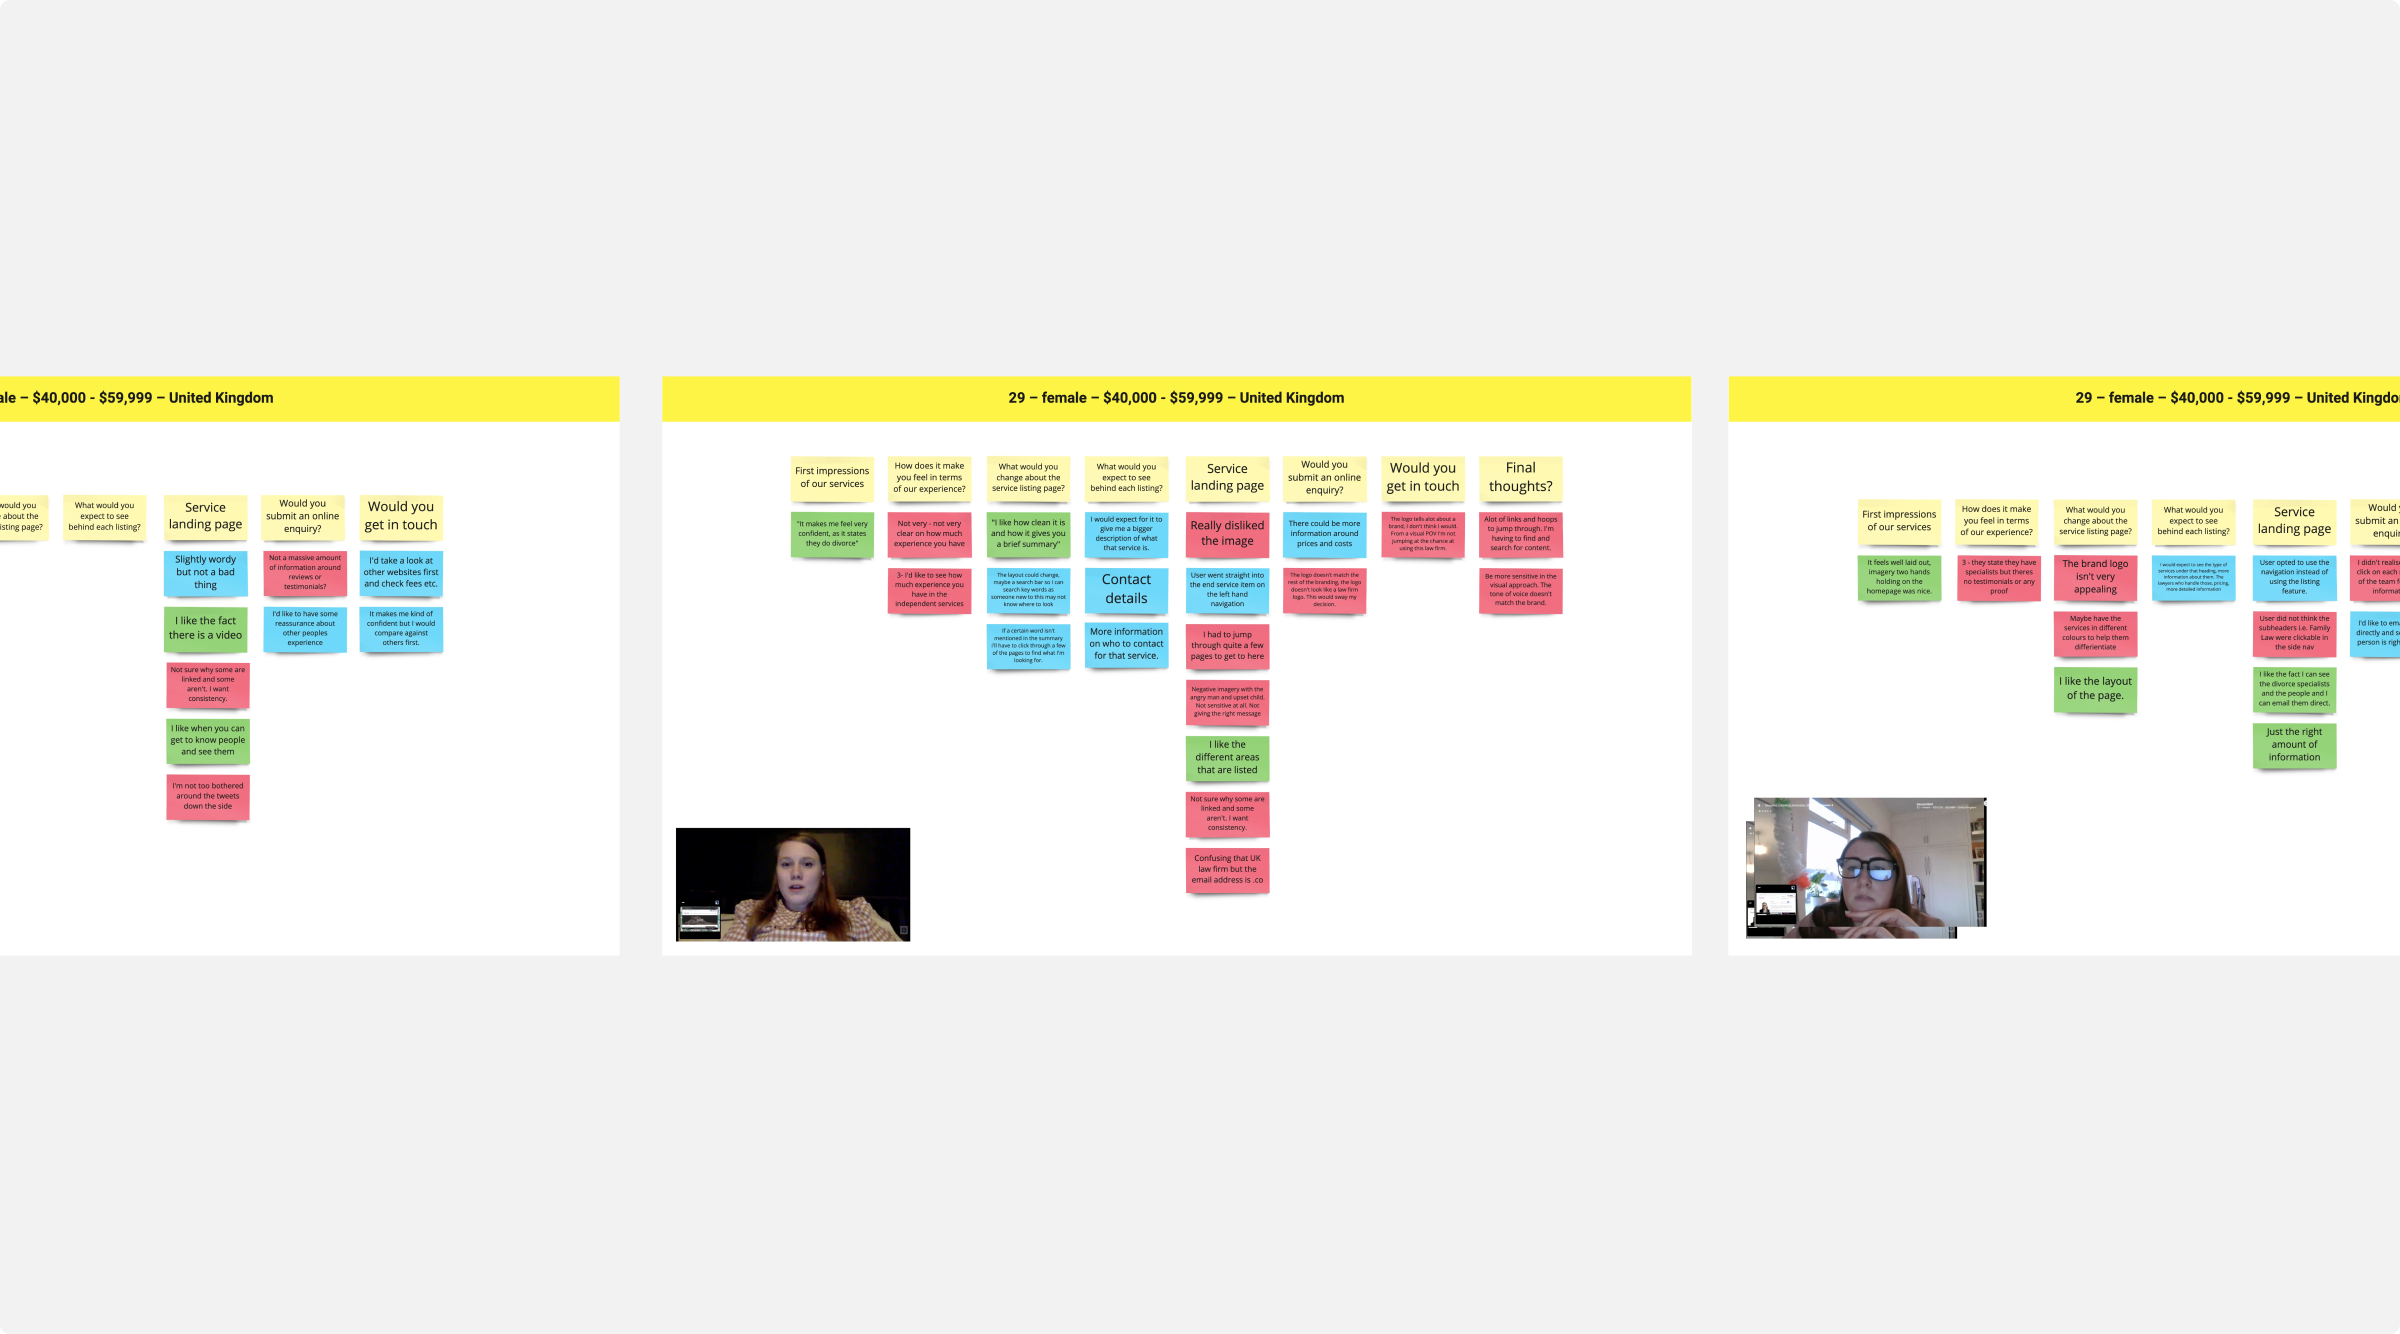 ale – $40,000 - $59,999 – United Kingdom
would you
about the
listing page?
What would you
expect to see
behind each listing?
Service
landing page
Slightly wordy
but not a bad
thing
I like the fact
there is a video
Not sure why some are
linked and some
aren't. I want
consistency.
I like when you can
get to know people
and see them
I'm not too bothered
around the tweets
down the side
Would you
submit an online
enquiry?
Not a massive amount
of information around
reviews or
testimonials?
I'd like to have some
reassurance about
other peoples
experience
Would you
get in touch
I'd take a look at
other websites first
and check fees etc.
It makes me kind of
confident but I would
compare against
others first.
29 – female – $40,000 - $59,999 – United Kingdom
First impressions
of our services
"It makes me feel very
confident, as it states
they do divorce"
How does it make
you feel in terms
of our experience?
Not very - not very
clear on how much
experience you have
3- I'd like to see how
much experience you
have in the
independent services
What would you
change about the
service listing page?
"I like how clean it is
and how it gives you
a brief summary"
The layout could change,
maybe a search bar so I can
search key words as
someone new to this may not
know where to look
If a certain word isn't
mentioned in the summary
I'll have to click through a few
of the pages to find what I'm
looking for.
What would you
expect to see
behind each listing?
I would expect for it to
give me a bigger
description of what
that service is.
Contact
details
More information
on who to contact
for that service.
Service
landing page
Really disliked
the image
User went straight into
the end service item on
the left hand
navigation
I had to jump
through quite a few
pages to get to here
Negative imagery with the
angry man and upset child.
Not sensitive at all. Not
giving the right message
I like the
different areas
that are listed
Not sure why some are
linked and some
aren't. I want
consistency.
Confusing that UK
law firm but the
email address is .co
Would you
submit an online
enquiry?
There could be more
information around
prices and costs
The logo doesn't match the
rest of the branding, the logo
doesn't look like a law firm
logo. This would sway my
decision.
Would you
get in touch
The logo tells alot about a
brand, I don't think I would.
From a visual POV I'm not
jumping at the chance at
using this law firm.
Final
thoughts?
Alot of links and hoops
to jump through. I'm
having to find and
search for content.
Be more sensitive in the
visual approach. The
tone of voice doesn't
match the brand.
29 – female – $40,000 - $59,999 – United Kingdo
First impressions
of our services
It feels well laid out,
imagery two hands
holding on the
homepage was nice.
How does it make
you feel in terms
of our experience?
3 - they state they have
specialists but theres
no testimonials or any
proof
What would you
change about the
service listing page?
The brand logo
isn't very
appealing
Maybe have the
services in different
colours to help them
differientiate
I like the layout
of the page.
What would you
expect to see
behind each listing?
I would expect to see the type of
services under that heading, more
information about them. The
lawyers who handle those, pricing,
more detailed information
Service
landing page
User opted to use the
navigation instead of
using the listing
feature.
User did not think the
subheaders i.e. Family
Law were clickable in
the side nav
I like the fact I can see
the divorce specialists
and the people and I
can email them direct.
Just the right
amount of
information
Would y
submit an
enquir
I didn't realis
click on each
of the team f
informat
I'd like to ema
directly and s
person is righ